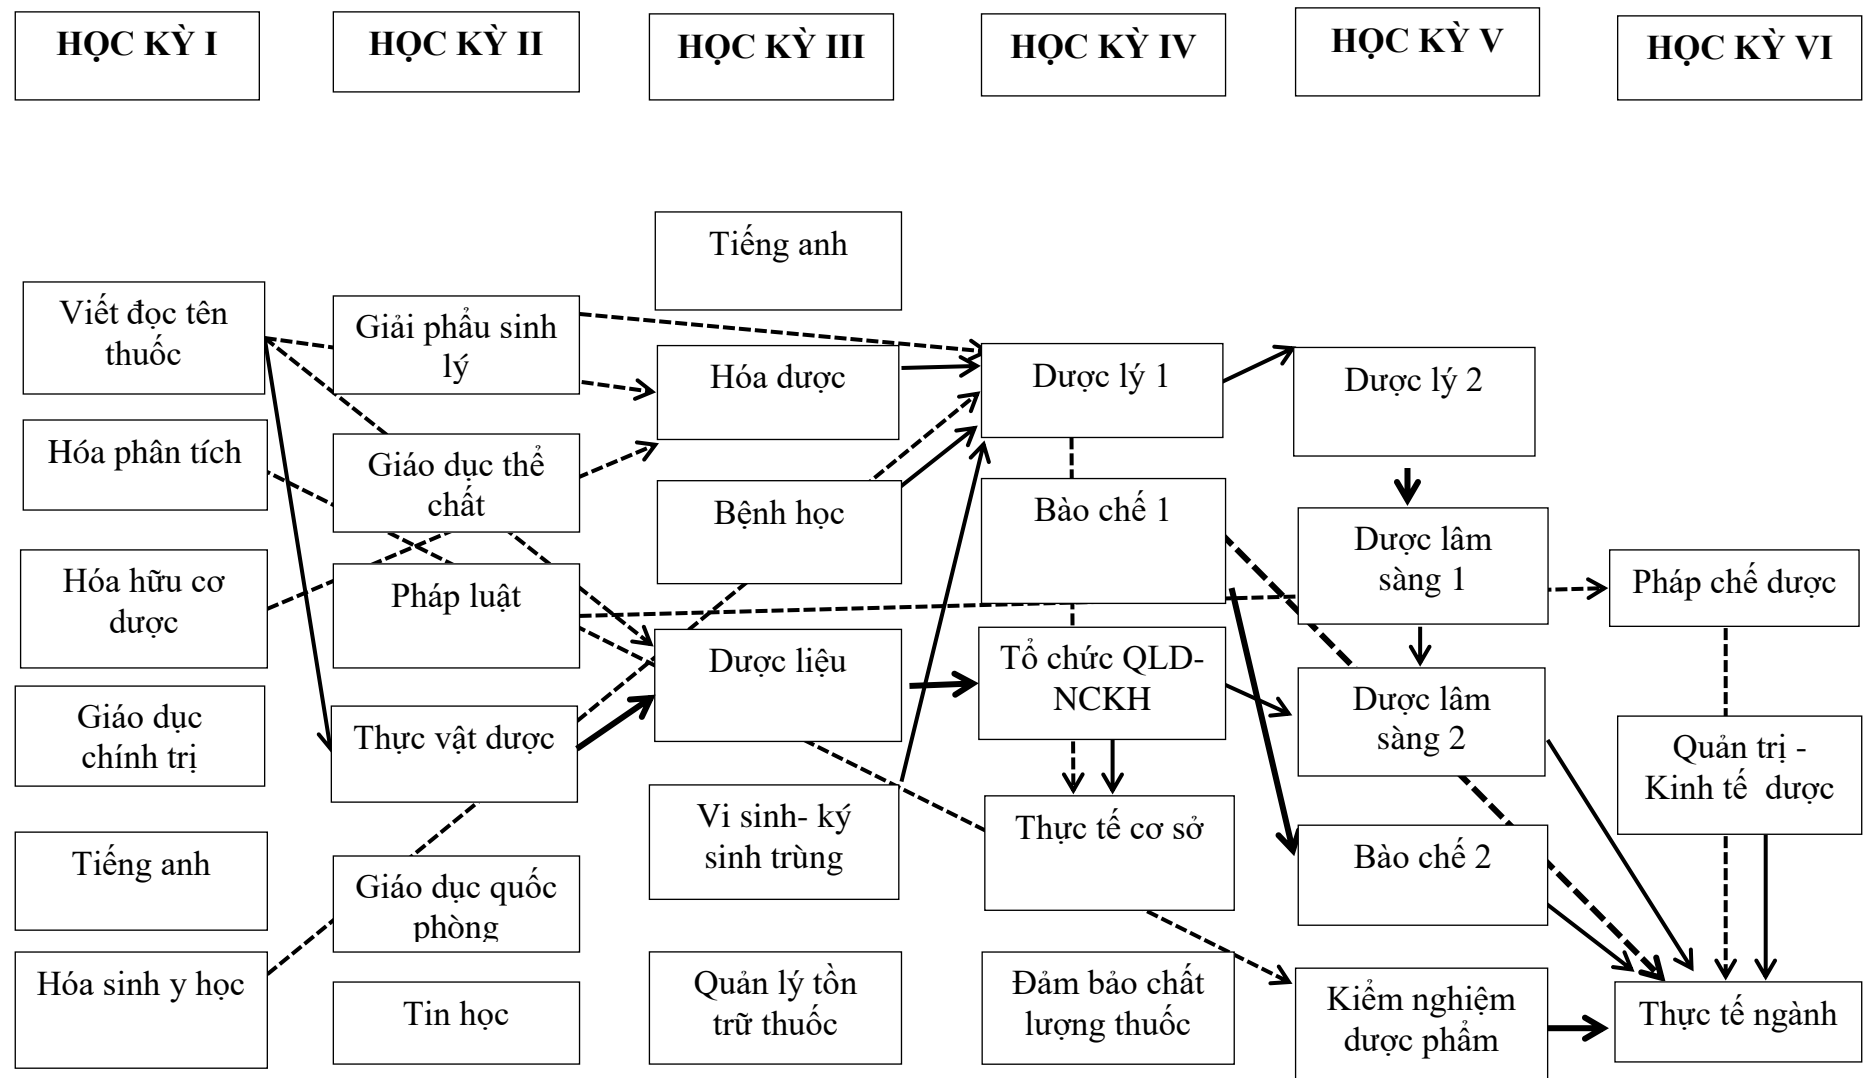 HỌC KỲ I
HỌC KỲ II
HỌC KỲ III
HỌC KỲ IV
HỌC KỲ V
HỌC KỲ VI
Viết đọc tên
thuốc
Hóa phân tích
Hóa hữu cơ
dược
Giáo dục
chính trị
Tiếng anh
Hóa sinh y học
Giải phẩu sinh
lý
Giáo dục thể
chất
Pháp luật
Thực vật dược
Giáo dục quốc
phòng
Tin học
Tiếng anh
Hóa dược
Bệnh học
Dược liệu
Vi sinh- ký
sinh trùng
Quản lý tồn
trữ thuốc
Dược lý 1
Bào chế 1
Tổ chức QLD-
NCKH
Thực tế cơ sở
Đảm bảo chất
lượng thuốc
Dược lý 2
Dược lâm
sàng 1
Dược lâm
sàng 2
Bào chế 2
Kiểm nghiệm
dược phẩm
Pháp chế dược
Quản trị -
Kinh tế dược
Thực tế ngành